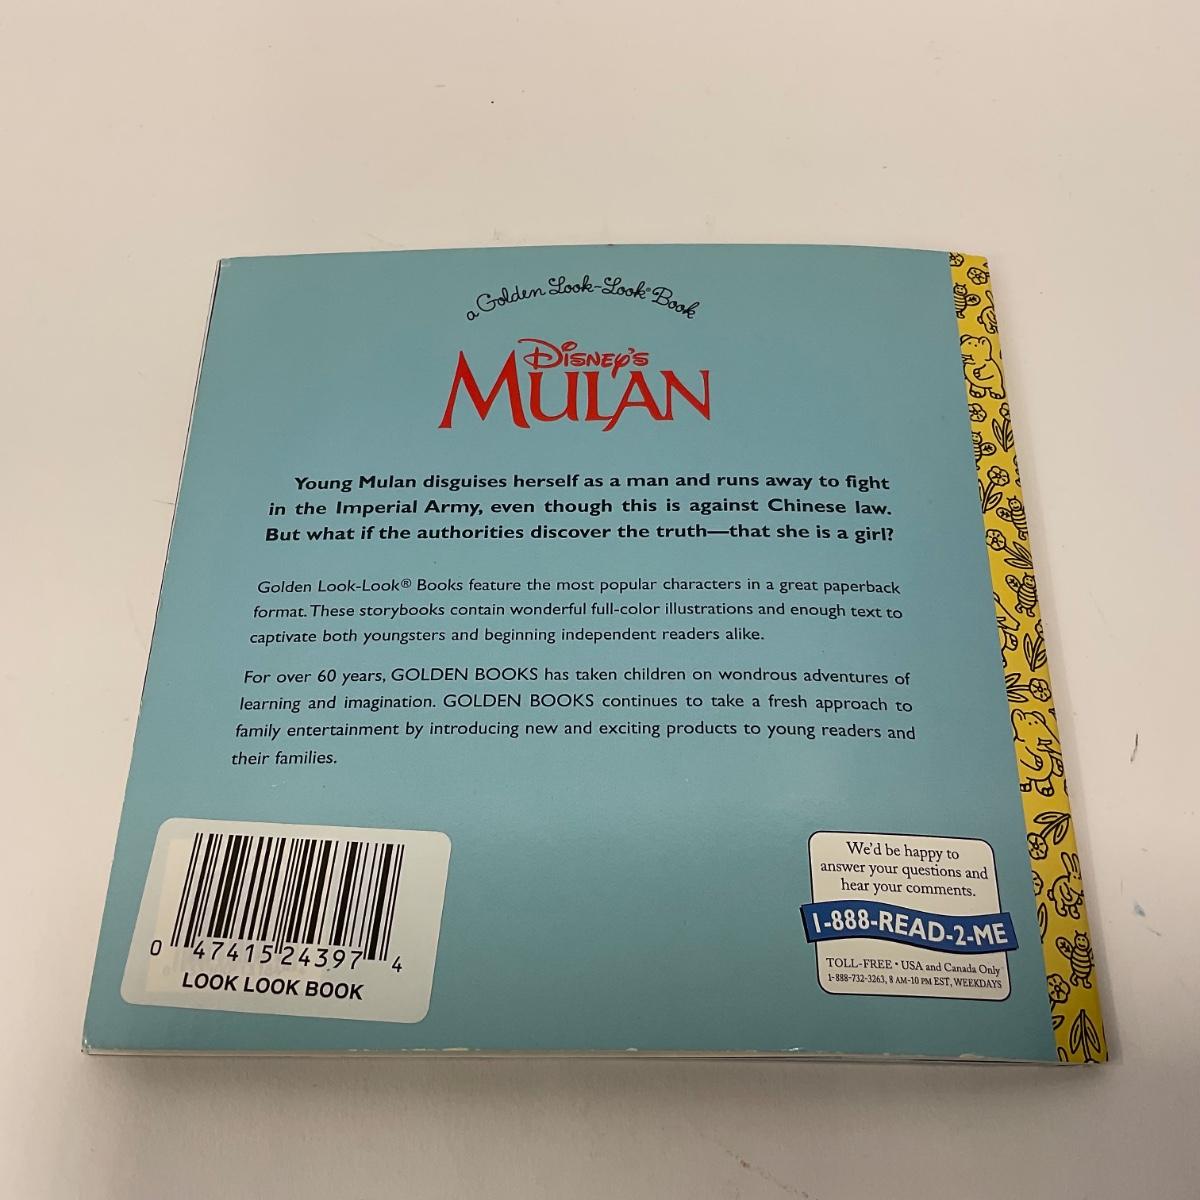 a Golden Look-Look® Book
DISNEY'S
MULAN
Young Mulan disguises herself as a man and runs away to fight
in the Imperial Army, even though this is against Chinese law.
But what if the authorities discover the truth—that she is a girl?
Golden Look-Look® Books feature the most popular characters in a great paperback
format. These storybooks contain wonderful full-color illustrations and enough text to
captivate both youngsters and beginning independent readers alike.
For over 60 years, GOLDEN BOOKS has taken children on wondrous adventures of
learning and imagination. GOLDEN BOOKS continues to take a fresh approach to
family entertainment by introducing new and exciting products to young readers and
their families.
0 47415 24397 4
LOOK LOOK BOOK
We'd be happy to
answer your questions and
hear your comments.
1-888-READ-2-ME
TOLL-FREE • USA and Canada Only
1-888-732-3263, 8 AM-10 PM EST, WEEKDAYS